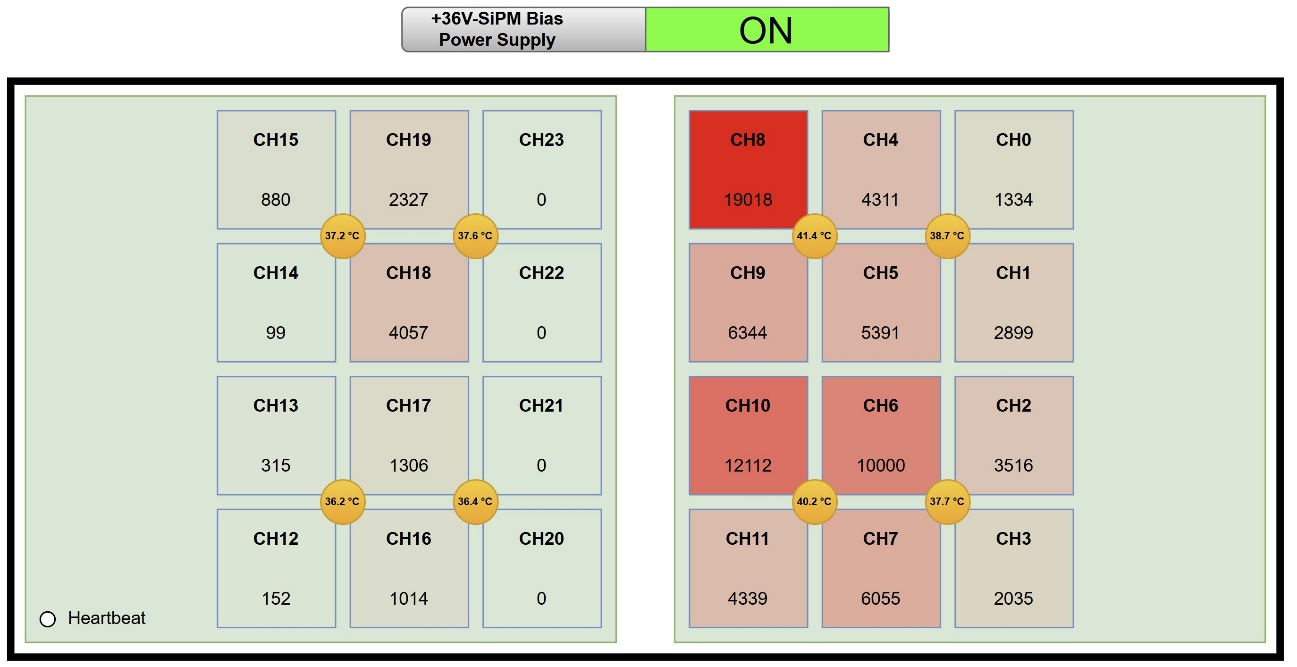 +36V-SiPM Bias
Power Supply
ON
CH15 CH19 CH23
880 2327 0
37.2 °C 37.6 °C
CH14 CH18 CH22
99 4057 0
CH13 CH17 CH21
315 1306 0
36.2 °C 36.4 °C
CH12 CH16 CH20
152 1014 0
Heartbeat
CH8 CH4 CH0
19018 4311 1334
41.4 °C 38.7 °C
CH9 CH5 CH1
6344 5391 2899
CH10 CH6 CH2
12112 10000 3516
40.2 °C 37.7 °C
CH11 CH7 CH3
4339 6055 2035